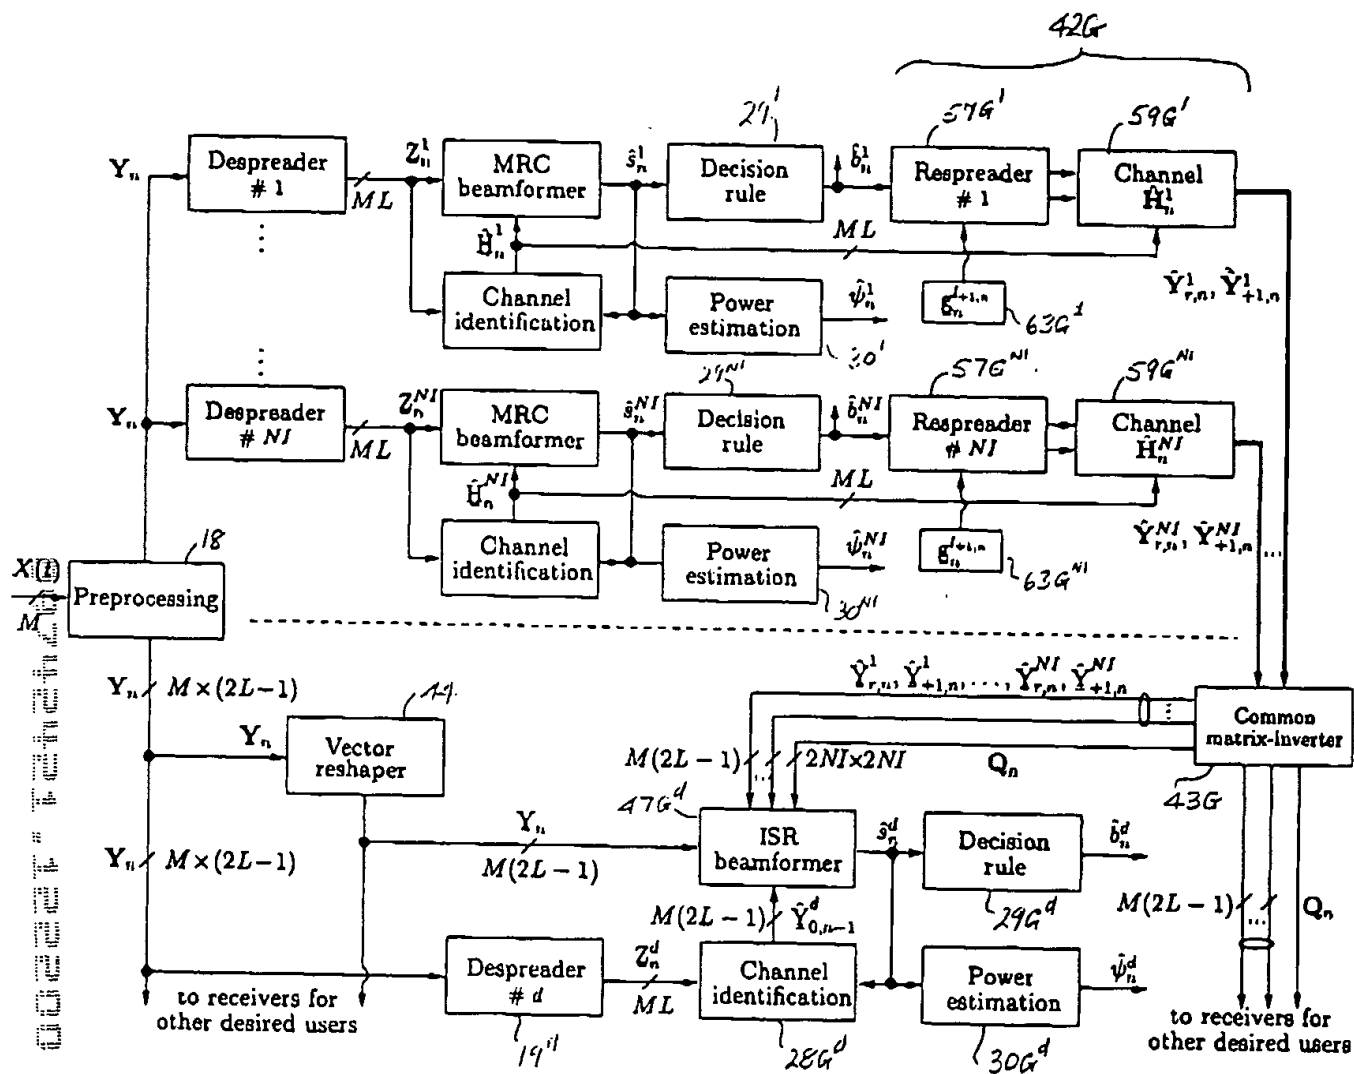 42G
29¹
57G¹
59G¹
Yₙ
Despreader
# 1
Zₙ¹
ML
MRC
beamformer
ŝₙ¹
Decision
rule
b̂ₙ¹
Respreader
# 1
Channel
Ĥₙ¹
Ĥₙ¹
ML
Channel
identification
Power
estimation
ψ̂ₙ¹
30¹
63G¹
Ŷ¹r,n, Ŷ¹+1,n
29ᴺᴵ
57Gᴺᴵ
59Gᴺᴵ
Yₙ
Despreader
# NI
Zₙᴺᴵ
ML
MRC
beamformer
ŝₙᴺᴵ
Decision
rule
b̂ₙᴺᴵ
Respreader
# NI
Channel
Ĥₙᴺᴵ
Ĥₙᴺᴵ
ML
Channel
identification
Power
estimation
ψ̂ₙᴺᴵ
30ᴺᴵ
63Gᴺᴵ
Ŷᴺᴵr,n, Ŷᴺᴵ+1,n ...
18
M
Preprocessing
Yₙ M×(2L−1)
44
Yₙ
Vector
reshaper
Ŷ¹r,n, Ŷ¹+1,n, ..., Ŷᴺᴵr,n, Ŷᴺᴵ+1,n
Common
matrix-inverter
43G
M(2L−1) ... 2NI×2NI
Qₙ
47Gᵈ
Yₙ
M(2L − 1)
ISR
beamformer
ŝₙᵈ
Decision
rule
b̂ₙᵈ
29Gᵈ
Yₙ M×(2L−1)
M(2L−1) Ŷᵈ0,n−1
M(2L−1) ... Qₙ
Despreader
# d
Zₙᵈ
ML
Channel
identification
Power
estimation
ψ̂ₙᵈ
28Gᵈ
30Gᵈ
to receivers for
other desired users
to receivers for
other desired users